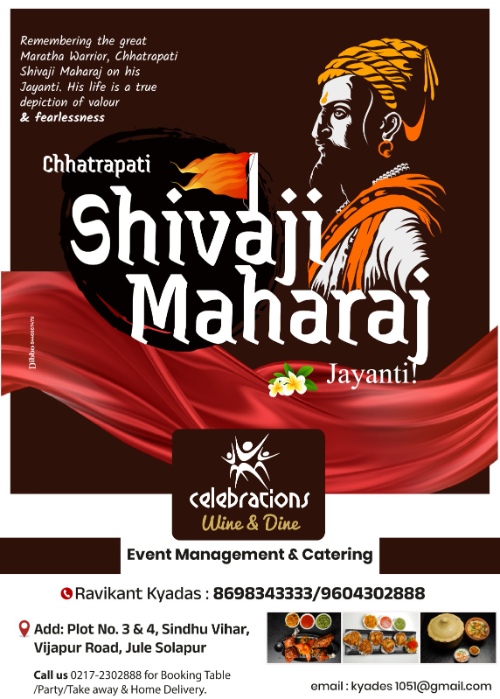 Remembering the great
Maratha Warrior, Chhatrapati
Shivaji Maharaj on his
Jayanti. His life is a true
depiction of valour
& fearlessness
Chhatrapati
Shivaji
Maharaj
Jayanti!
celebrations
Wine & Dine
Event Management & Catering
Ravikant Kyadas : 8698343333/9604302888
Add: Plot No. 3 & 4, Sindhu Vihar,
Vijapur Road, Jule Solapur
Call us 0217-2302888 for Booking Table
/Party/Take away & Home Delivery.
email : kyades1051@gmail.com